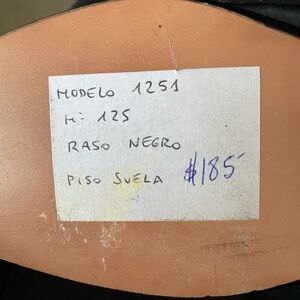 MODELO 1251
H: 125
RASO NEGRO
PISO SUELA $185-